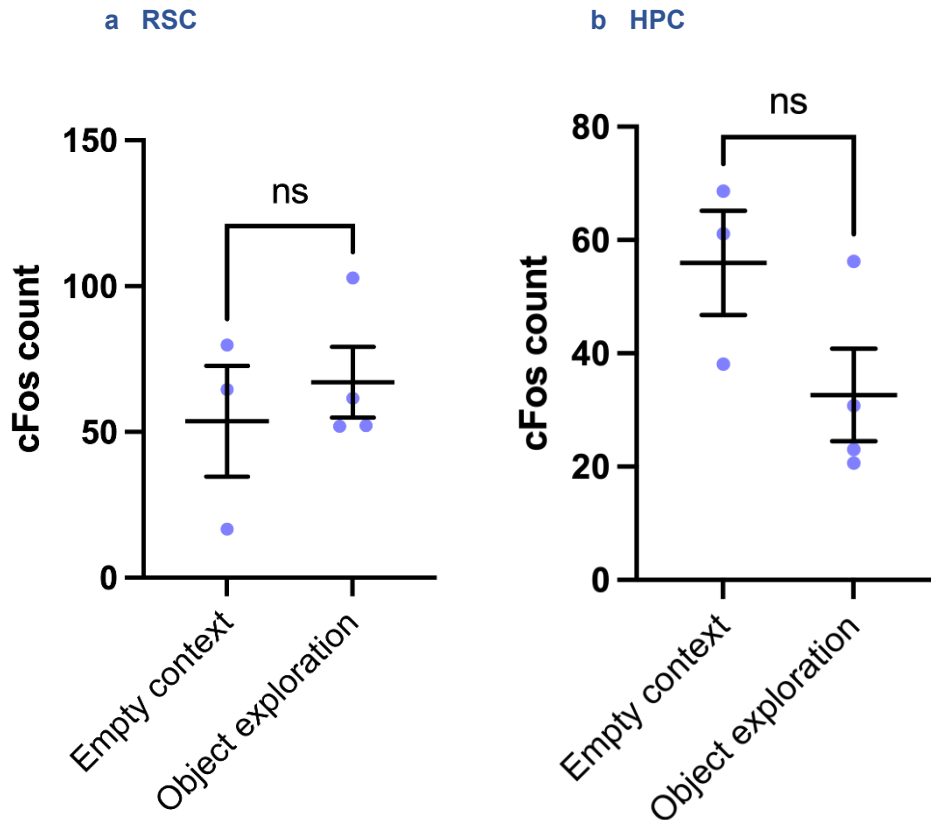 a RSC
ns
150
100
50
0
cFos count
Empty context
Object exploration
b HPC
ns
80
60
40
20
0
cFos count
Empty context
Object exploration